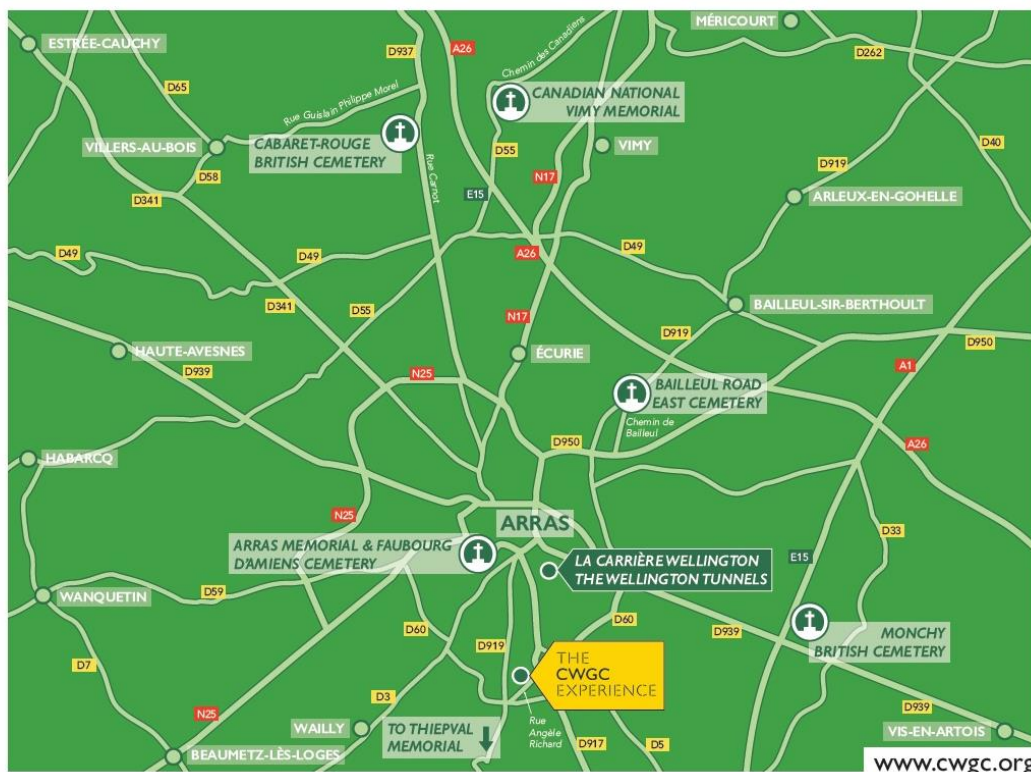 MÉRICOURT
ESTRÉE-CAUCHY
D937
A26
D262
D65
Chemin des Canadiens
CANADIAN NATIONAL
VIMY MEMORIAL
Rue Guislain Philippe Morel
VILLERS-AU-BOIS
CABARET-ROUGE
BRITISH CEMETERY
D55
VIMY
D40
D919
D58
Rue Carnot
E15
N17
D341
ARLEUX-EN-GOHELLE
D49
D49
A26
D49
D341
D55
BAILLEUL-SIR-BERTHOULT
N17
D919
HAUTE-AVESNES
ÉCURIE
D950
D939
N25
A1
BAILLEUL ROAD
EAST CEMETERY
Chemin de
Bailleul
D950
A26
HABARCQ
N25
ARRAS
D33
ARRAS MEMORIAL & FAUBOURG
D'AMIENS CEMETERY
LA CARRIÈRE WELLINGTON
THE WELLINGTON TUNNELS
E15
WANQUETIN
D59
D60
D60
D939
MONCHY
BRITISH CEMETERY
D919
THE
CWGC
EXPERIENCE
D7
D3
N25
WAILLY
TO THIEPVAL
MEMORIAL
Rue
Angèle
Richard
D939
VIS-EN-ARTOIS
D917
D5
BEAUMETZ-LÈS-LOGES
www.cwgc.org